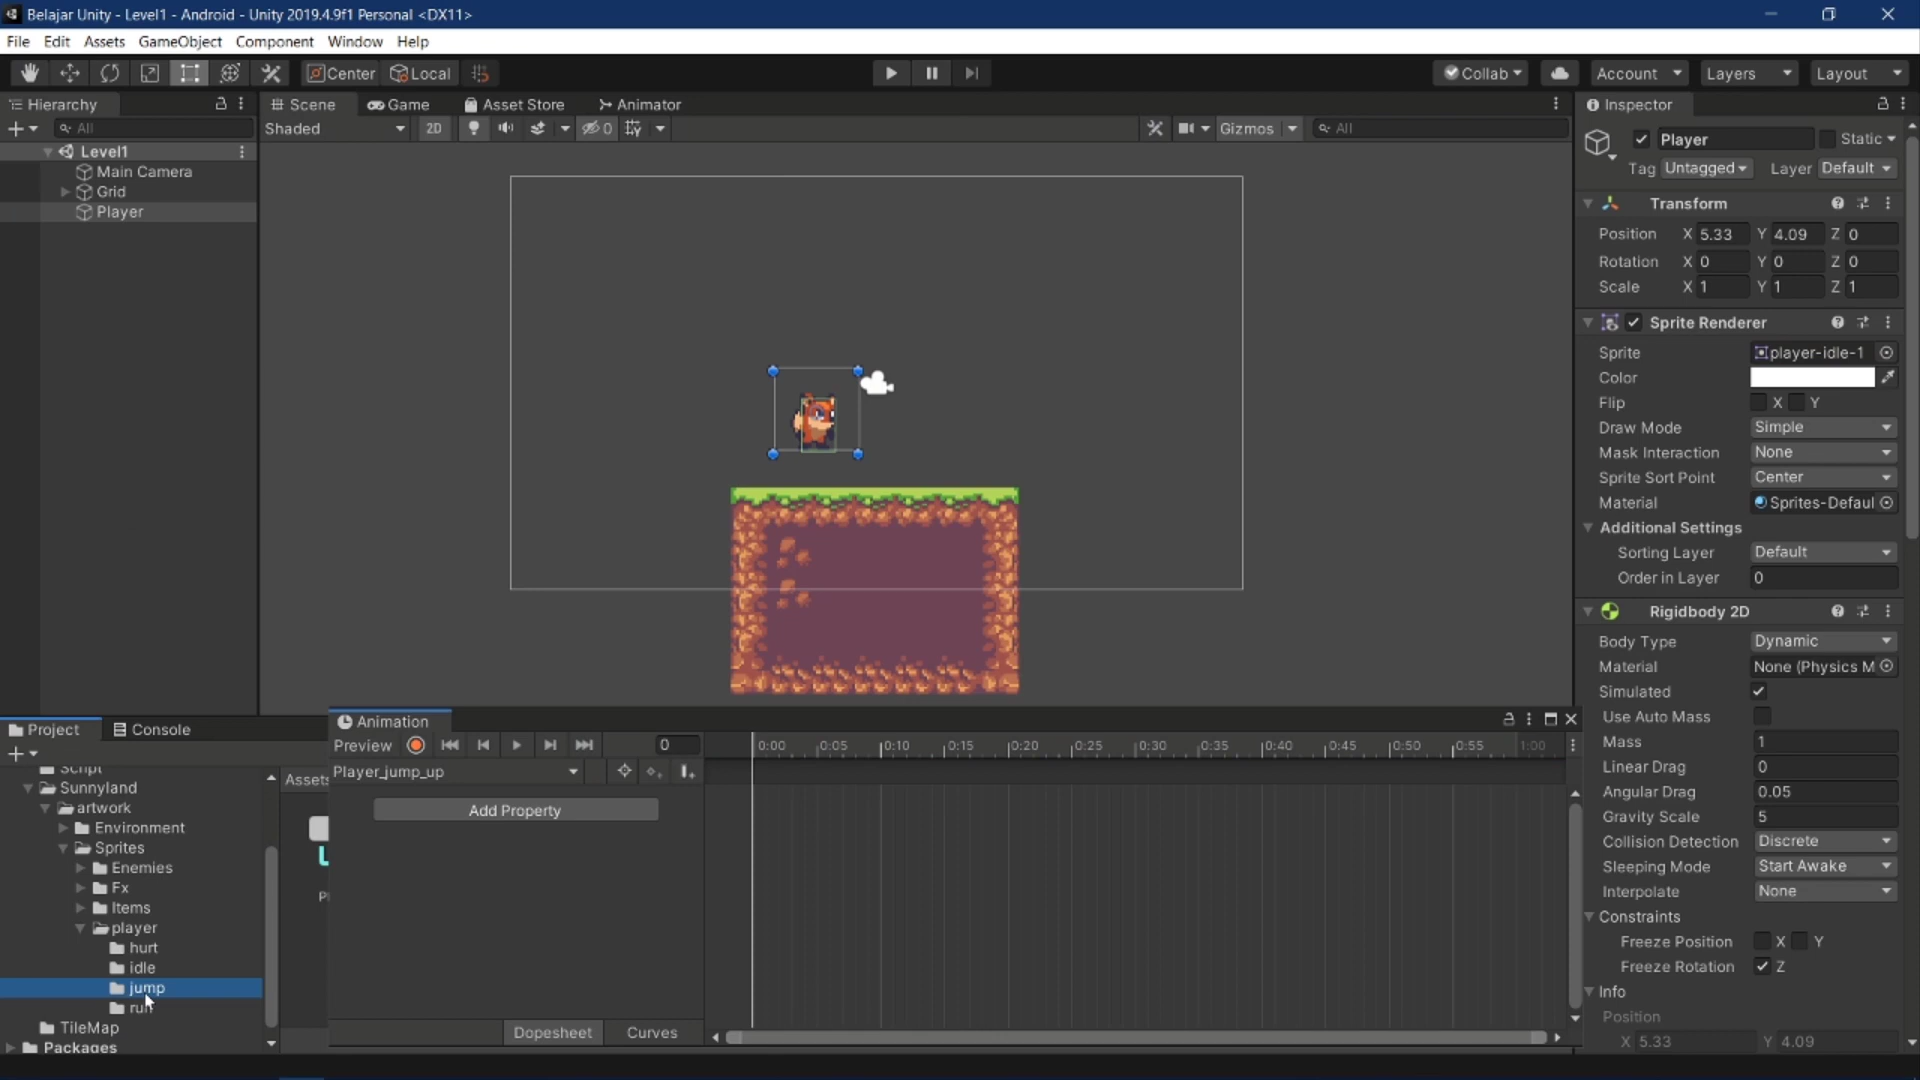 Belajar Unity - Level1 - Android - Unity 2019.4.9f1 Personal <DX11>
File Edit Assets GameObject Component Window Help
Center Local Collab Account Layers Layout
Hierarchy
All
Level1
Main Camera
Grid
Player
Scene Game Asset Store Animator
Shaded 2D 0 Gizmos All
Inspector
Player Static
Tag Untagged Layer Default
Transform
Position X 5.33 Y 4.09 Z 0
Rotation X 0 Y 0 Z 0
Scale X 1 Y 1 Z 1
Sprite Renderer
Sprite player-idle-1
Color
Flip X Y
Draw Mode Simple
Mask Interaction None
Sprite Sort Point Center
Material Sprites-Defaul
Additional Settings
Sorting Layer Default
Order in Layer 0
Rigidbody 2D
Body Type Dynamic
Material None (Physics M
Simulated
Use Auto Mass
Mass 1
Linear Drag 0
Angular Drag 0.05
Gravity Scale 5
Collision Detection Discrete
Sleeping Mode Start Awake
Interpolate None
Constraints
Freeze Position X Y
Freeze Rotation Z
Info
Position
X 5.33 Y 4.09
Project Console
Script
Sunnyland
artwork
Environment
Sprites
Enemies
Fx
Items
player
hurt
idle
jump
run
TileMap
Packages
Assets
Animation
Preview 0
Player_jump_up
Add Property
0:00 0:05 0:10 0:15 0:20 0:25 0:30 0:35 0:40 0:45 0:50 0:55 1:00
Dopesheet Curves